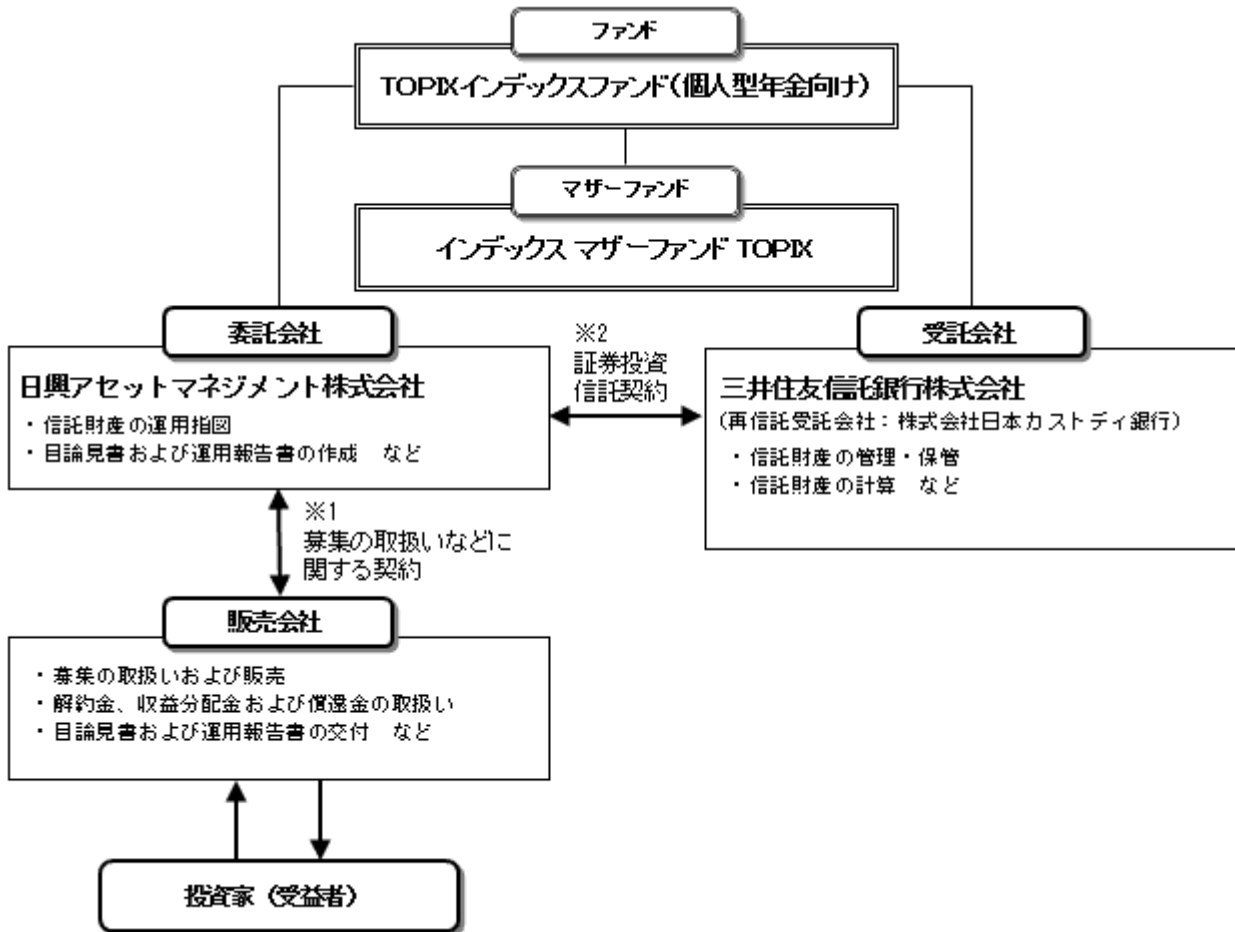 ファンド
TOPIXインデックスファンド(個人型年金向け)
マザーファンド
インデックス マザーファンド TOPIX
委託会社
日興アセットマネジメント株式会社
・信託財産の運用指図
・目論見書および運用報告書の作成 など
※2
証券投資
信託契約
受託会社
三井住友信託銀行株式会社
(再信託受託会社：株式会社日本カストディ銀行)
・信託財産の管理・保管
・信託財産の計算 など
※1
募集の取扱いなどに
関する契約
販売会社
・募集の取扱いおよび販売
・解約金、収益分配金および償還金の取扱い
・目論見書および運用報告書の交付 など
投資家（受益者）